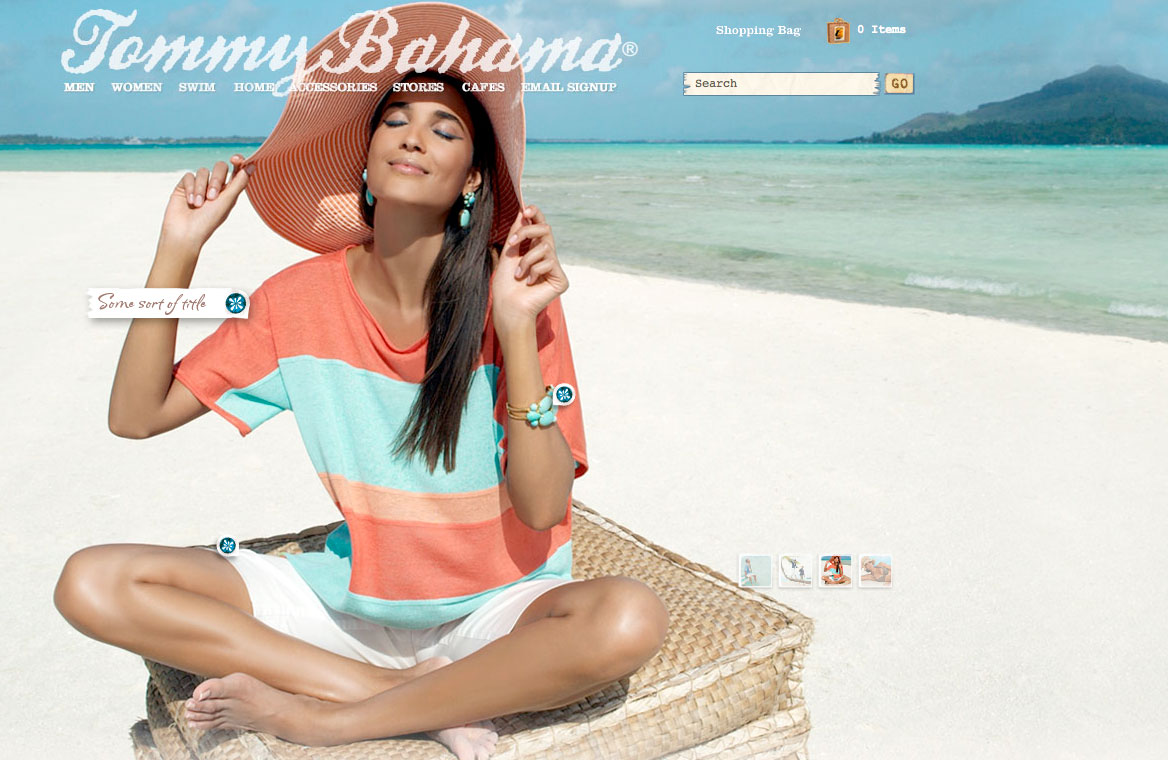 Tommy Bahama®
Shopping Bag 0 Items
MEN WOMEN SWIM HOME ACCESSORIES STORES CAFES EMAIL SIGNUP
Search GO
Some sort of title